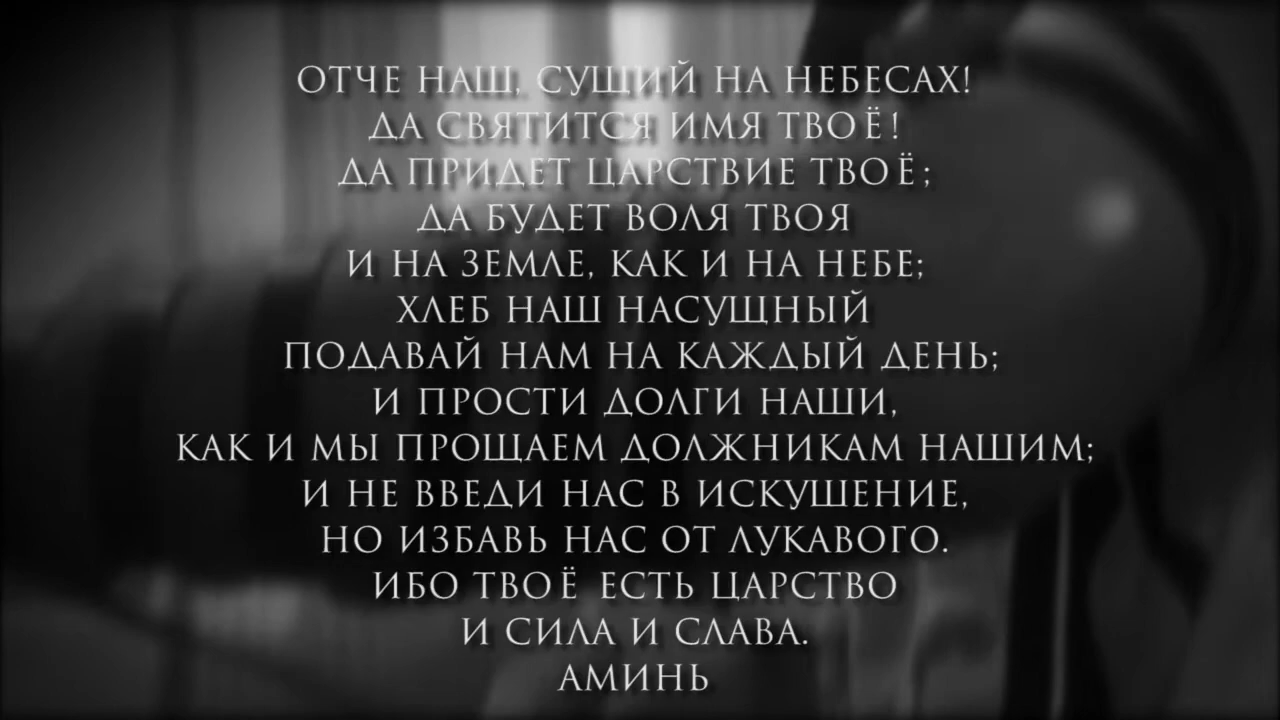 ОТЧЕ НАШ, СУЩИЙ НА НЕБЕСАХ!
ДА СВЯТИТСЯ ИМЯ ТВОЁ!
ДА ПРИДЕТ ЦАРСТВИЕ ТВОЁ;
ДА БУДЕТ ВОЛЯ ТВОЯ
И НА ЗЕМЛЕ, КАК И НА НЕБЕ;
ХЛЕБ НАШ НАСУЩНЫЙ
ПОДАВАЙ НАМ НА КАЖДЫЙ ДЕНЬ;
И ПРОСТИ ДОЛГИ НАШИ,
КАК И МЫ ПРОЩАЕМ ДОЛЖНИКАМ НАШИМ;
И НЕ ВВЕДИ НАС В ИСКУШЕНИЕ,
НО ИЗБАВЬ НАС ОТ ЛУКАВОГО.
ИБО ТВОЁ ЕСТЬ ЦАРСТВО
И СИЛА И СЛАВА.
АМИНЬ